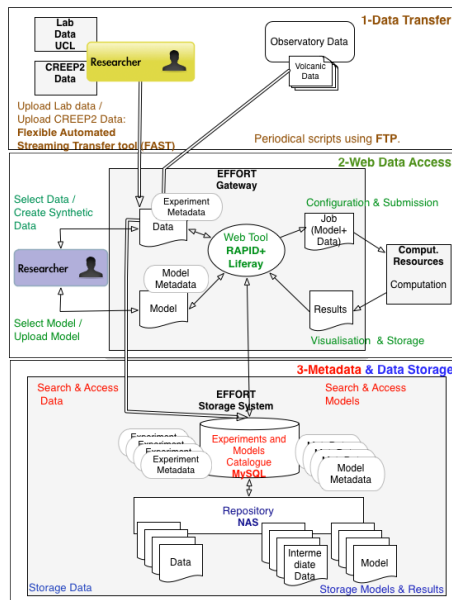 1-Data Transfer
Lab
Data
UCL
CREEP2
Data
Researcher
Observatory Data
Volcanic
Data
Upload Lab data /
Upload CREEP2 Data:
Flexible Automated
Streaming Transfer tool (FAST)
Periodical scripts using FTP.
2-Web Data Access
EFFORT
Gateway
Select Data /
Create Synthetic
Data
Experiment
Metadata
Data
Configuration & Submission
Job
(Model+
Data)
Web Tool
RAPID+
Liferay
Comput.
Resources
Computation
Researcher
Model
Metadata
Model
Results
Select Model /
Upload Model
Visualisation & Storage
3-Metadata & Data Storage
Search & Access
Data
EFFORT
Storage System
Search & Access
Models
Experiments and
Models
Catalogue
MySQL
Experiment
Experiment
Metadata
Model
Metadata
Repository
NAS
Data
Interme
diate
Data
Model
Storage Data
Storage Models & Results